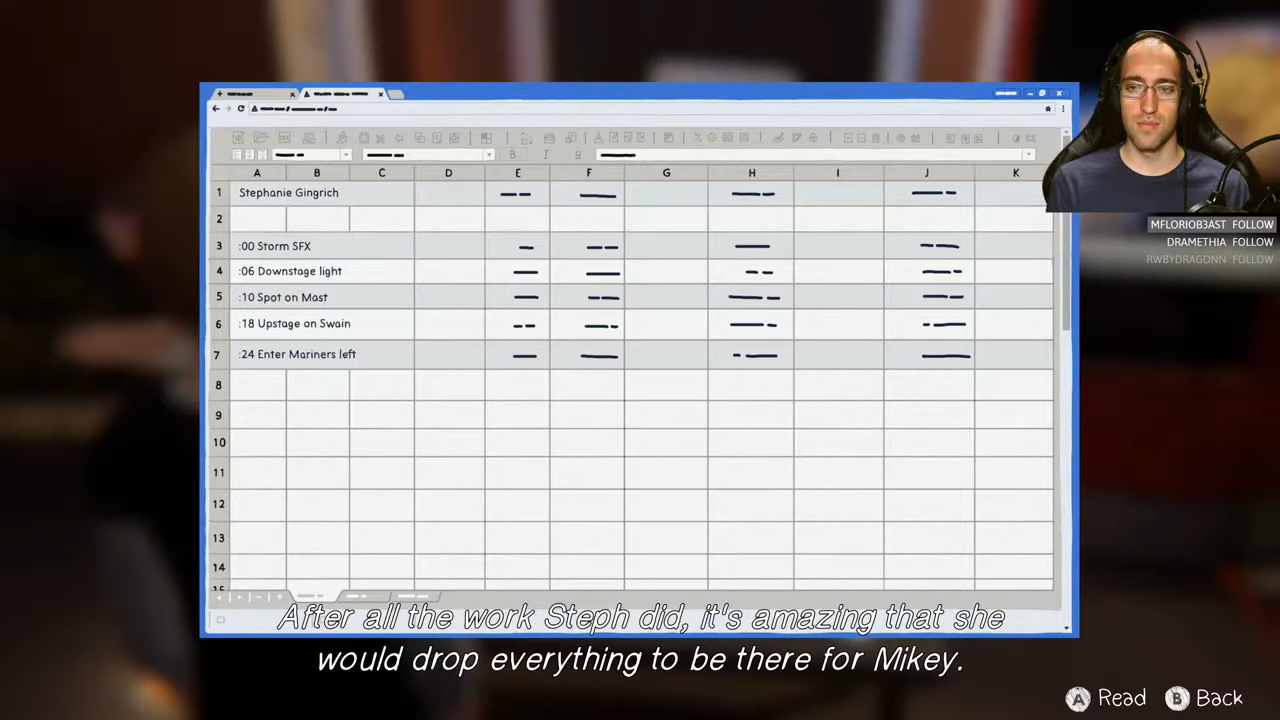 MFLORIOB3AST FOLLOW
DRAMETHIA FOLLOW
RWBYDRAGONN FOLLOW
A B C D E F G H I J K
1 Stephanie Gingrich
2
3 :00 Storm SFX
4 :06 Downstage light
5 :10 Spot on Mast
6 :18 Upstage on Swain
7 :24 Enter Mariners left
8
9
10
11
12
13
14
15
After all the work Steph did, it's amazing that she
would drop everything to be there for Mikey.
A Read B Back